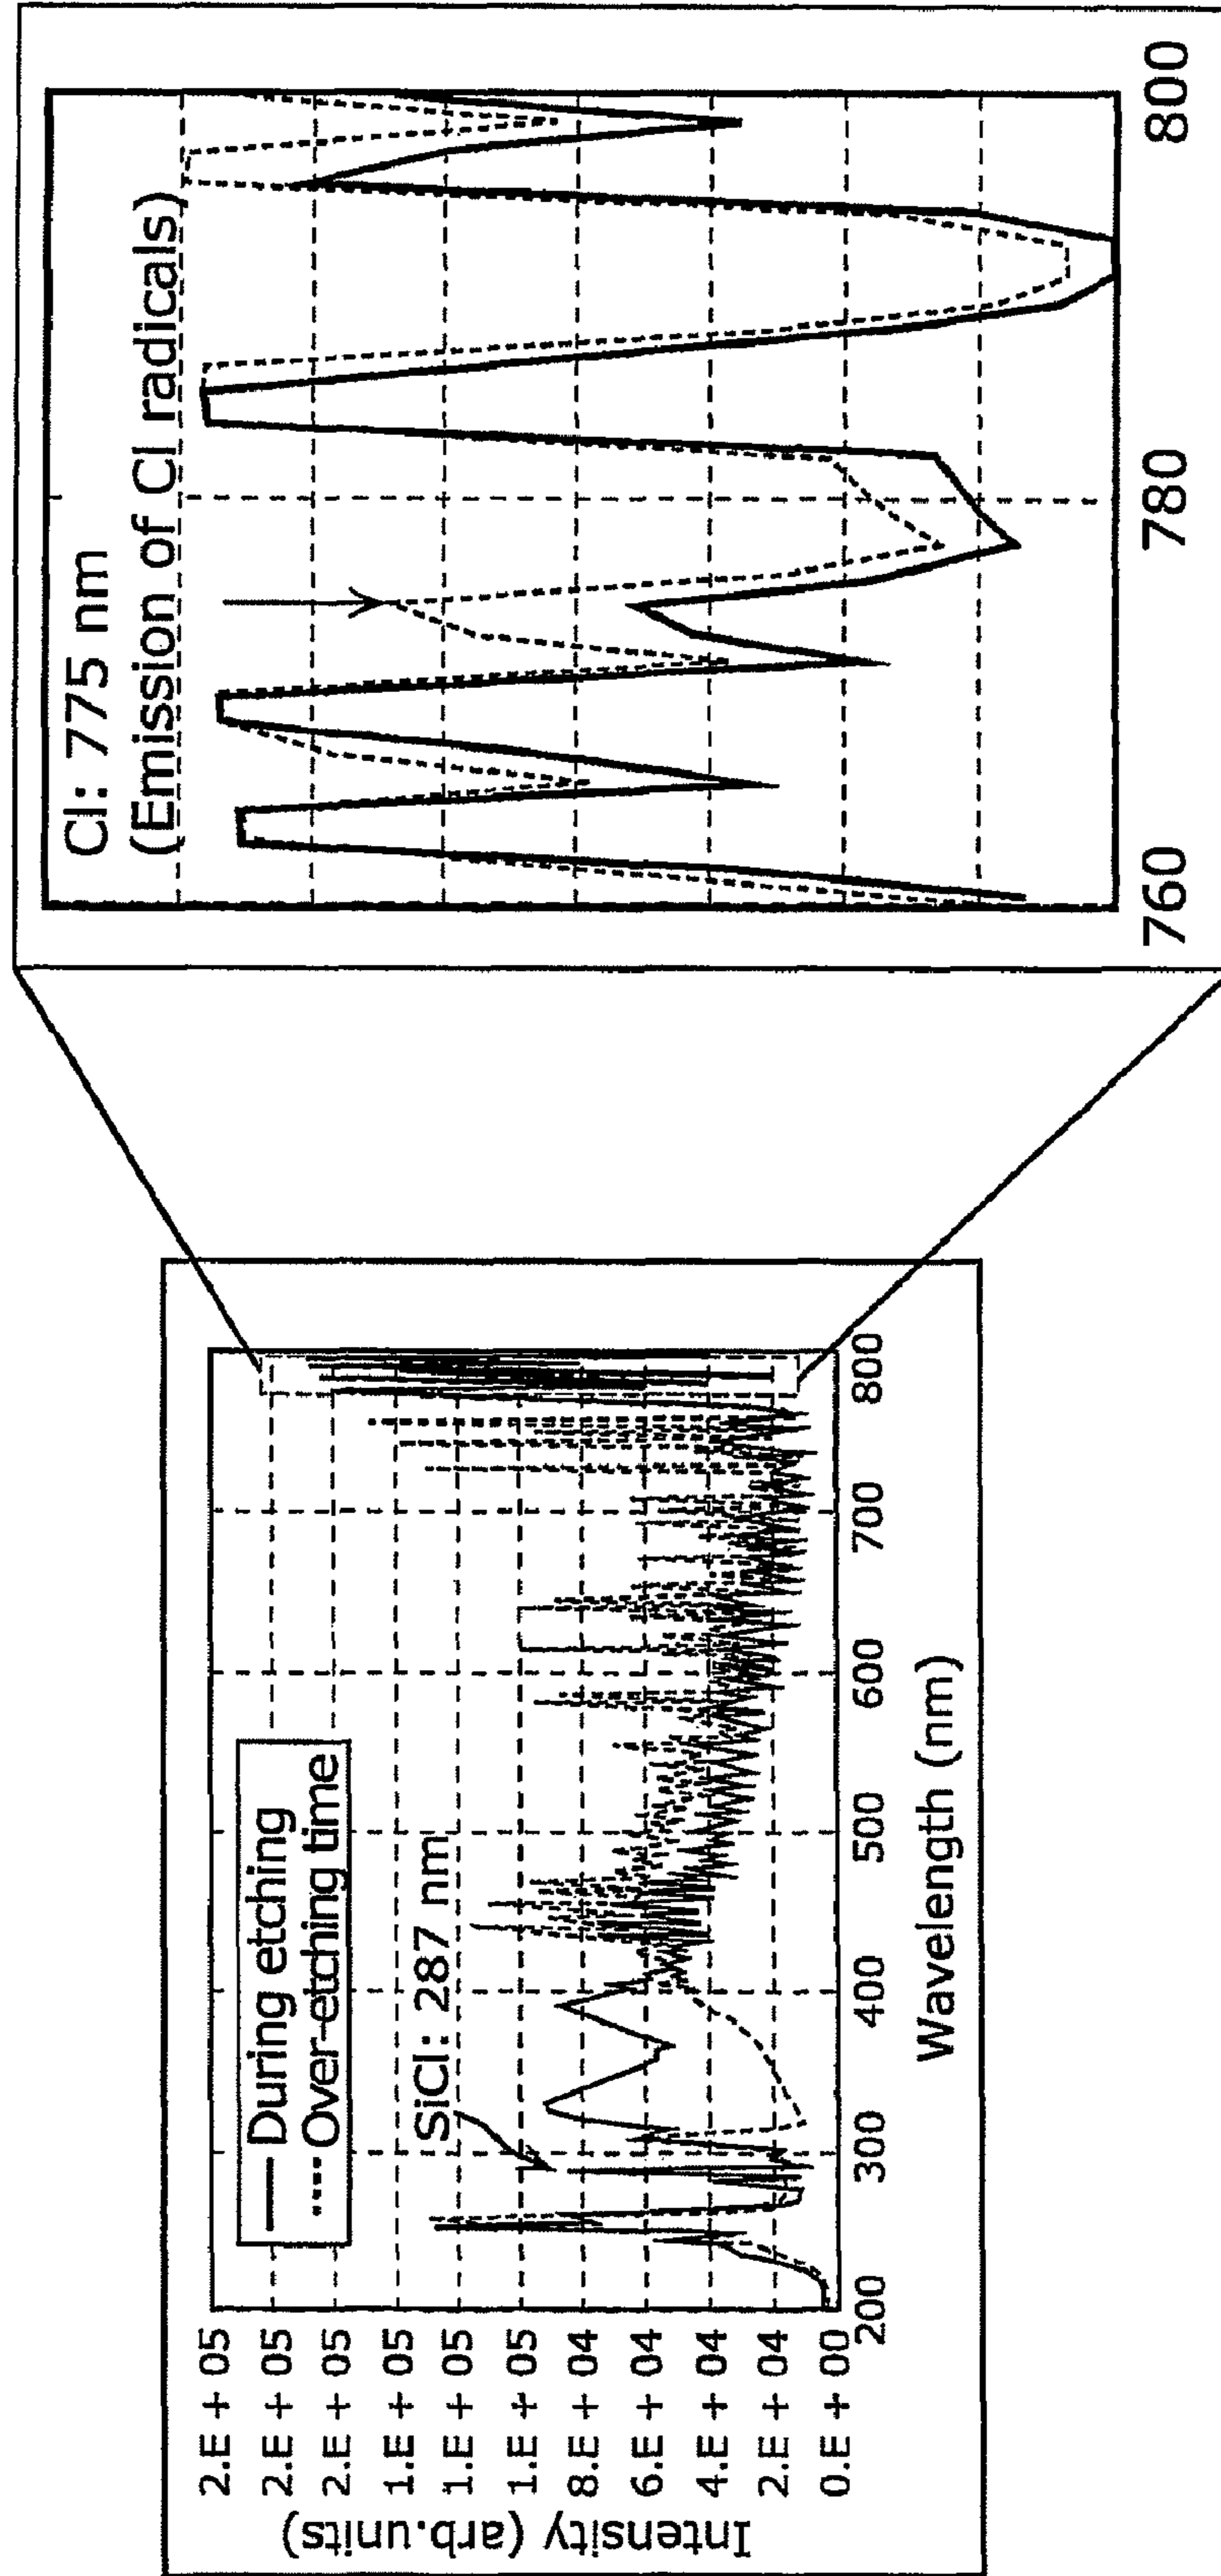 Intensity (arb.units)
2.E + 05
2.E + 05
2.E + 05
1.E + 05
1.E + 05
1.E + 05
8.E + 04
6.E + 04
4.E + 04
2.E + 04
0.E + 00
During etching
Over-etching time
SiCl: 287 nm
200
300
400
500
600
700
800
Wavelength (nm)
Cl: 775 nm
(Emission of Cl radicals)
760
780
800